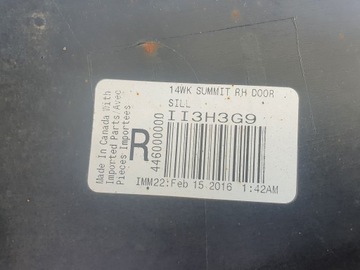 14WK SUMMIT RH DOOR
SILL
II3H3G9
R
446000000
Made In Canada With
Imported Parts/Avec
Pieces Importees
IMM22:Feb 15 2016 1:42AM